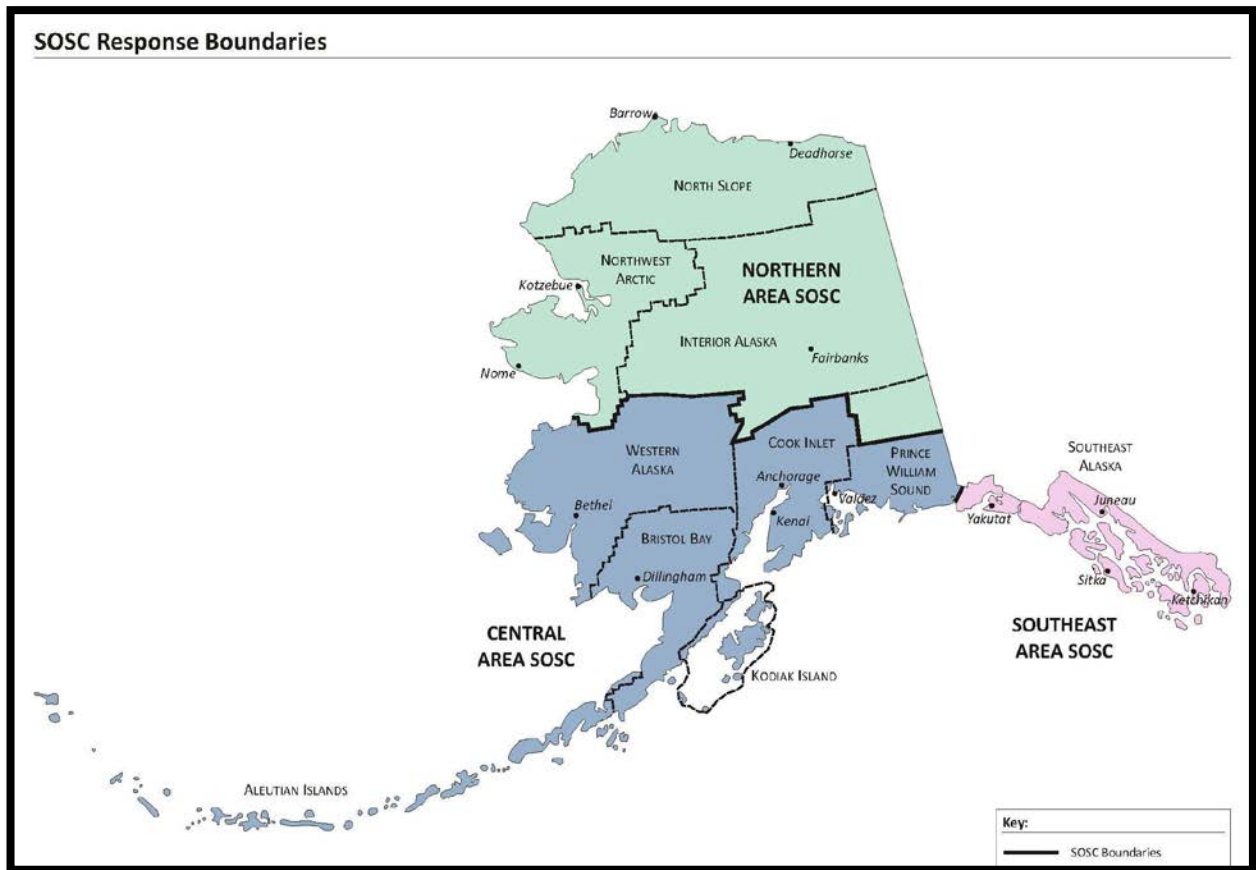 SOSC Response Boundaries
Barrow
Deadhorse
NORTH SLOPE
NORTHWEST
ARCTIC
NORTHERN
AREA SOSC
Kotzebue
INTERIOR ALASKA
Fairbanks
Nome
WESTERN
ALASKA
COOK INLET
PRINCE
WILLIAM
SOUND
SOUTHEAST
ALASKA
Anchorage
Valdez
Juneau
Bethel
Kenai
Yakutat
BRISTOL BAY
Dillingham
Sitka
Ketchikan
CENTRAL
AREA SOSC
SOUTHEAST
AREA SOSC
KODIAK ISLAND
ALEUTIAN ISLANDS
Key:
SOSC Boundaries